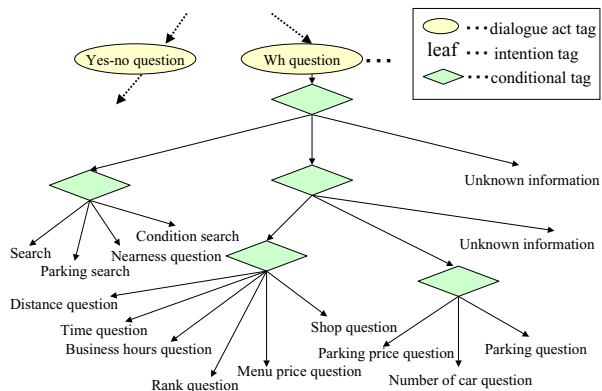 Yes-no question
Wh question
dialogue act tag
leaf
intention tag
conditional tag
Unknown information
Condition search
Search
Nearness question
Parking search
Unknown information
Distance question
Shop question
Time question
Business hours question
Parking price question
Parking question
Menu price question
Rank question
Number of car question